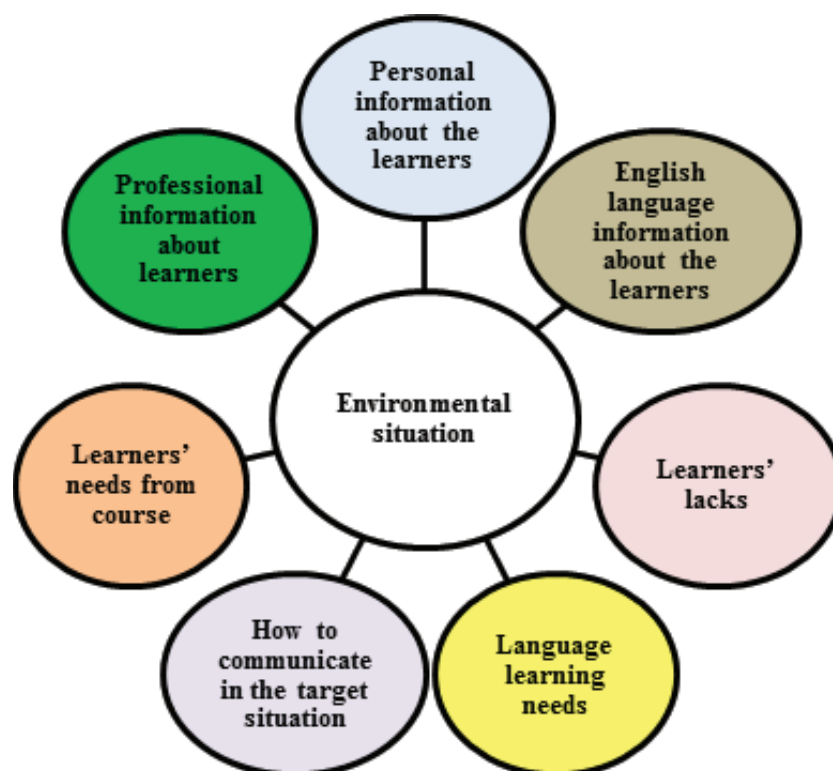 Personal
information
about the
learners
English
language
information
about the
learners
Learners’
lacks
Language
learning
needs
How to
communicate
in the target
situation
Learners’
needs from
course
Professional
information
about
learners
Environmental
situation